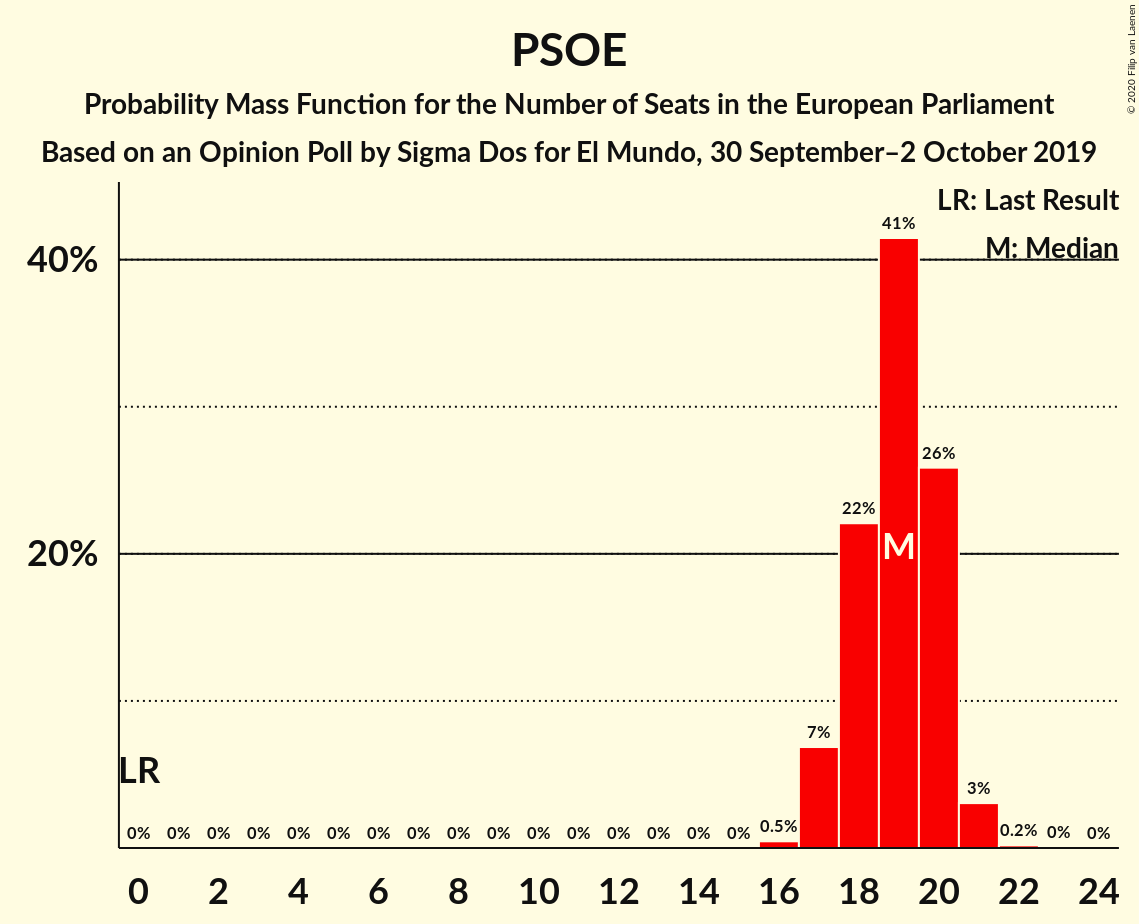 PSOE
Probability Mass Function for the Number of Seats in the European Parliament
Based on an Opinion Poll by Sigma Dos for El Mundo, 30 September–2 October 2019
© 2020 Filip van Laenen
LR: Last Result
M: Median
41%
40%
26%
22%
M
20%
7%
LR
3%
0% 0% 0% 0% 0% 0% 0% 0% 0% 0% 0% 0% 0% 0% 0% 0% 0.5% 0.2% 0% 0%
0 2 4 6 8 10 12 14 16 18 20 22 24